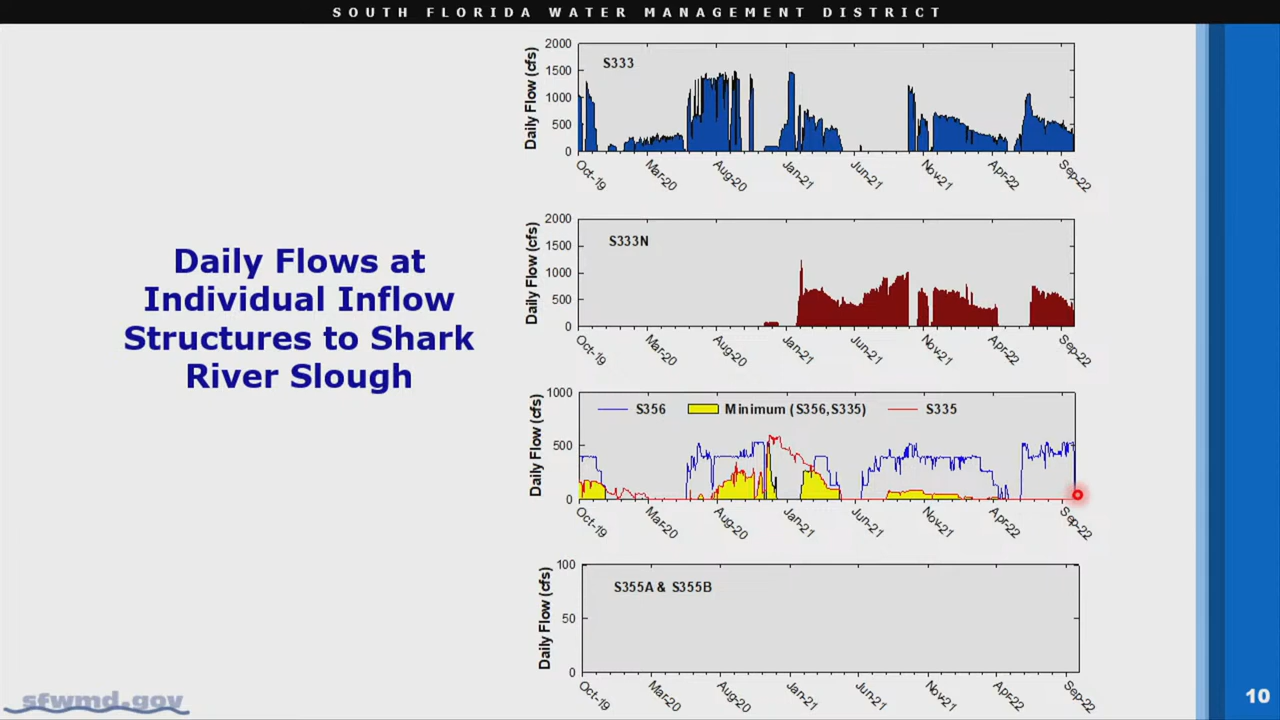 SOUTH FLORIDA WATER MANAGEMENT DISTRICT
Daily Flows at
Individual Inflow
Structures to Shark
River Slough
S333
Daily Flow (cfs)
2000
1500
1000
500
0
Oct-19 Mar-20 Aug-20 Jan-21 Jun-21 Nov-21 Apr-22 Sep-22
S333N
Daily Flow (cfs)
2000
1500
1000
500
0
Oct-19 Mar-20 Aug-20 Jan-21 Jun-21 Nov-21 Apr-22 Sep-22
S356 Minimum (S356,S335) S335
Daily Flow (cfs)
1000
500
0
Oct-19 Mar-20 Aug-20 Jan-21 Jun-21 Nov-21 Apr-22 Sep-22
S355A & S355B
Daily Flow (cfs)
100
50
0
Oct-19 Mar-20 Aug-20 Jan-21 Jun-21 Nov-21 Apr-22 Sep-22
sfwmd.gov
10